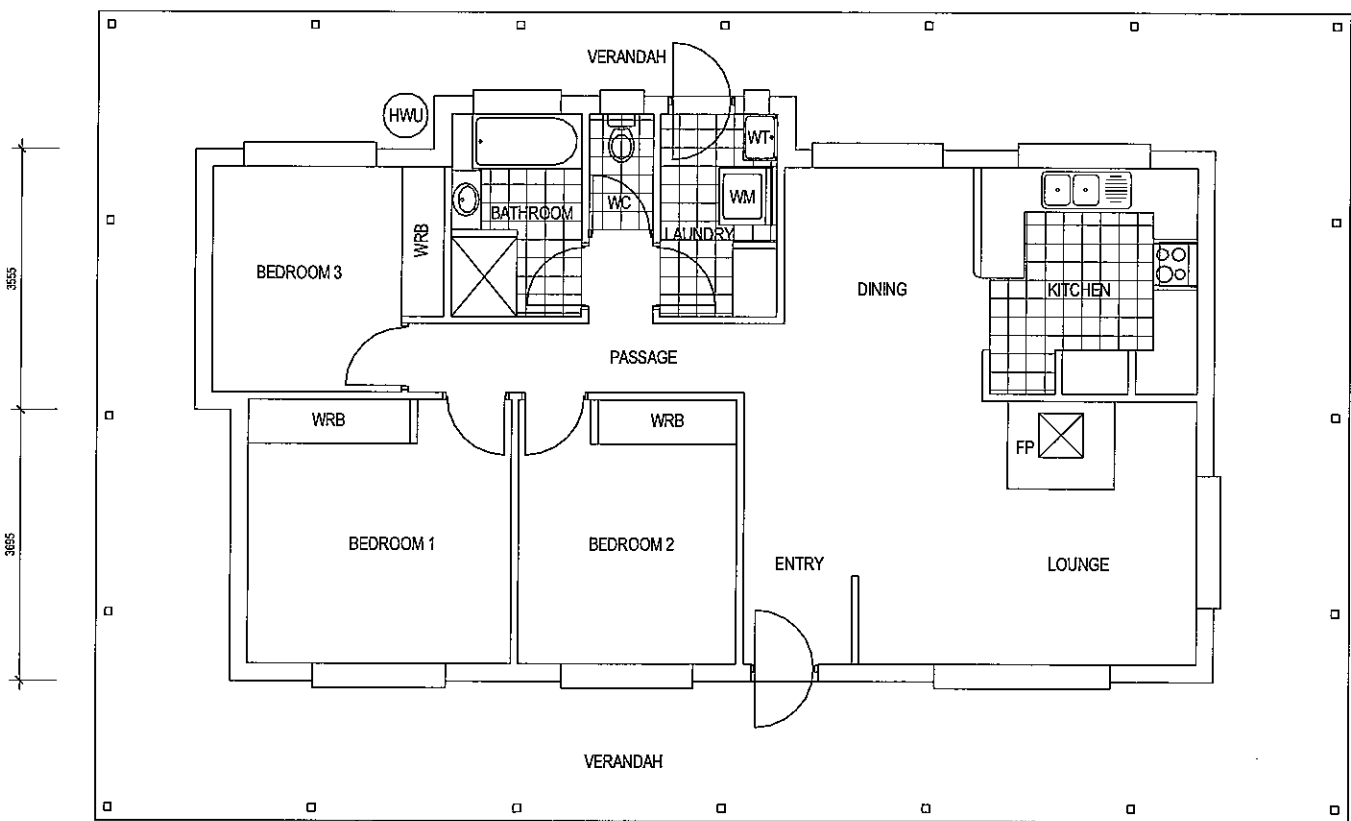 VERANDAH
HWU
WT
WC
WM
BATHROOM
LAUNDRY
WRB
BEDROOM 3
DINING
KITCHEN
3555
PASSAGE
WRB
WRB
FP
BEDROOM 1
BEDROOM 2
ENTRY
LOUNGE
3695
VERANDAH